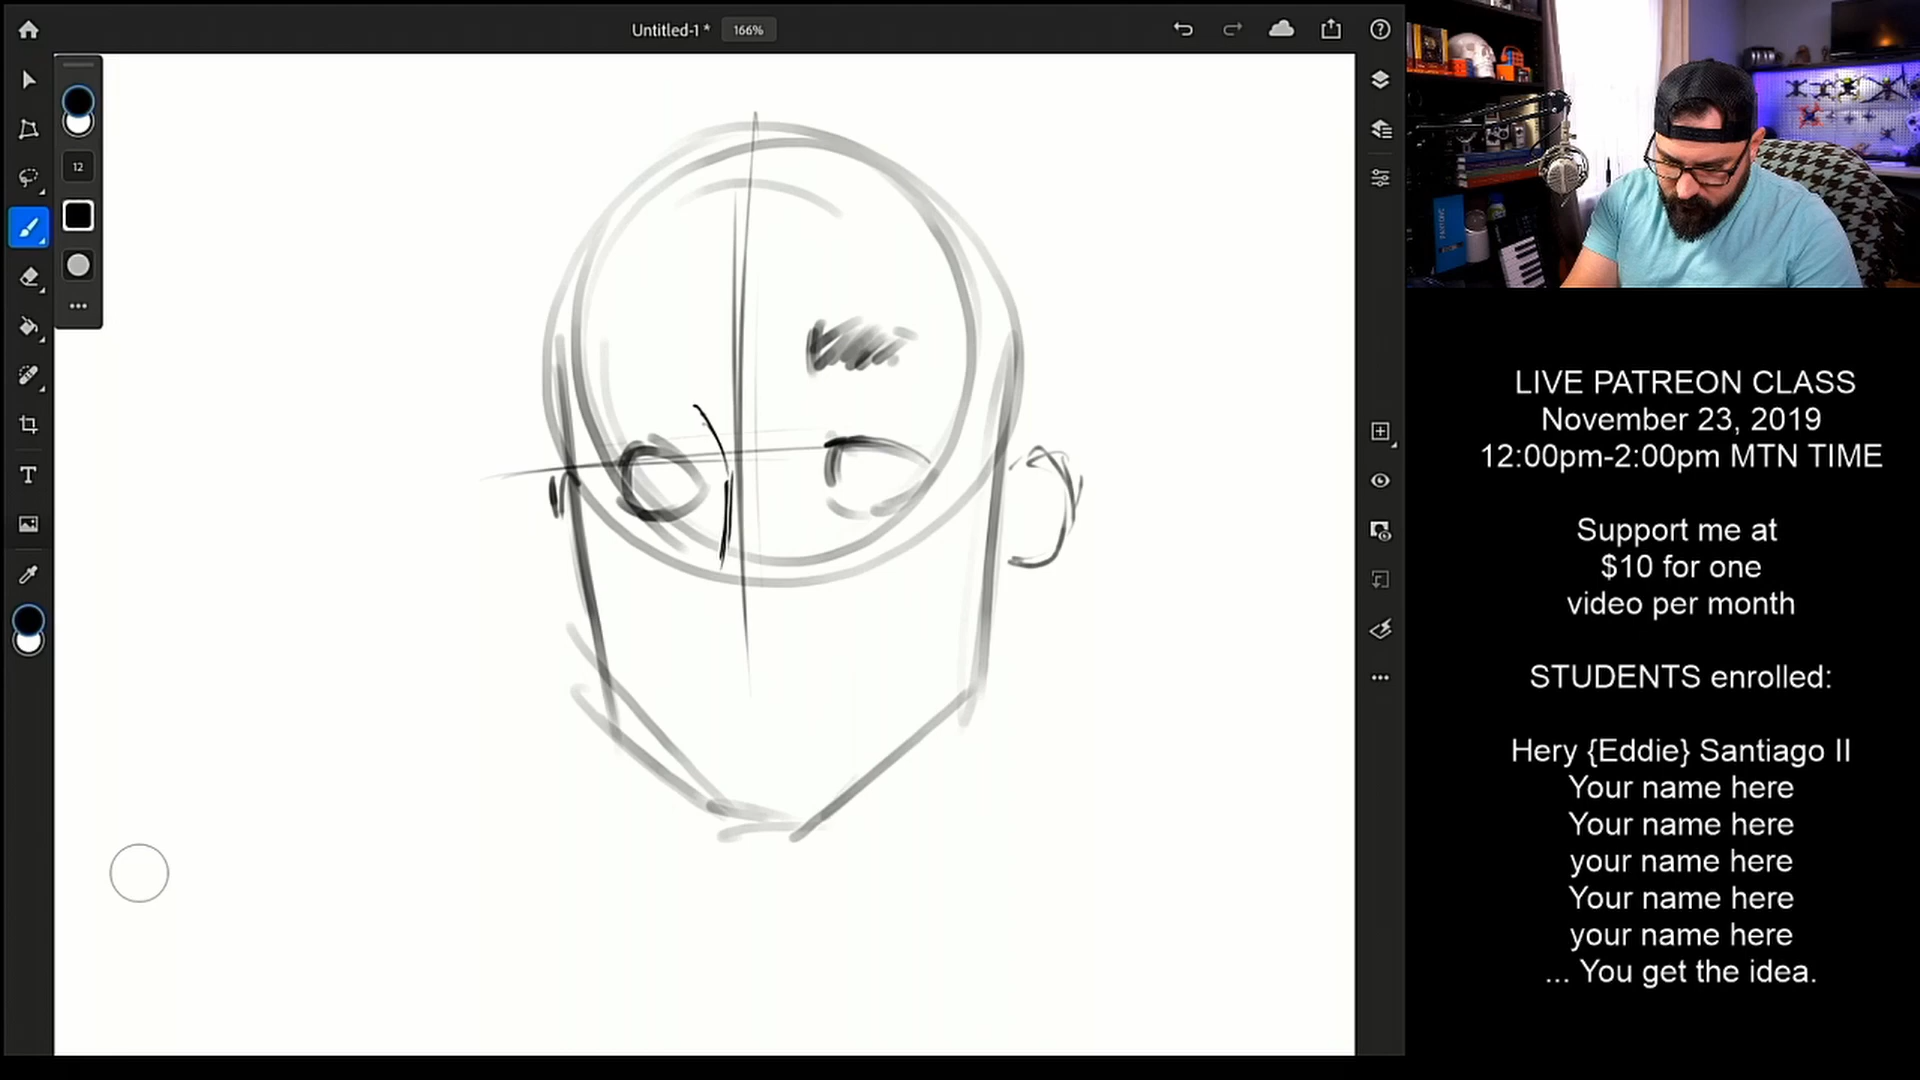 Untitled-1 * 166%
12
LIVE PATREON CLASS
November 23, 2019
12:00pm-2:00pm MTN TIME
Support me at
$10 for one
video per month
STUDENTS enrolled:
Hery {Eddie} Santiago II
Your name here
Your name here
your name here
Your name here
your name here
... You get the idea.